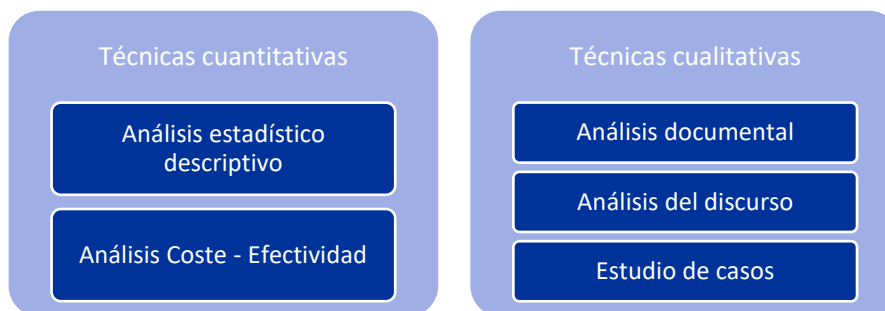 Técnicas cuantitativas
Análisis estadístico
descriptivo
Análisis Coste - Efectividad
Técnicas cualitativas
Análisis documental
Análisis del discurso
Estudio de casos